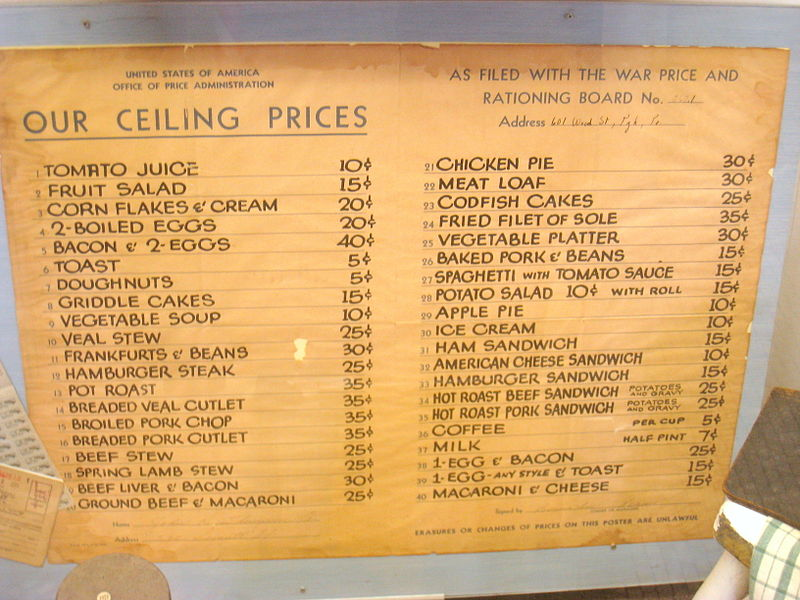 UNITED STATES OF AMERICA
OFFICE OF PRICE ADMINISTRATION
OUR CEILING PRICES
1 TOMATO JUICE 10¢
2 FRUIT SALAD 15¢
3 CORN FLAKES & CREAM 20¢
4 2-BOILED EGGS 20¢
5 BACON & 2-EGGS 40¢
6 TOAST 5¢
7 DOUGHNUTS 5¢
8 GRIDDLE CAKES 15¢
9 VEGETABLE SOUP 10¢
10 VEAL STEW 25¢
11 FRANKFURTS & BEANS 30¢
12 HAMBURGER STEAK 25¢
13 POT ROAST 35¢
14 BREADED VEAL CUTLET 35¢
15 BROILED PORK CHOP 35¢
16 BREADED PORK CUTLET 35¢
17 BEEF STEW 25¢
18 SPRING LAMB STEW 25¢
BEEF LIVER & BACON 30¢
GROUND BEEF & MACARONI 25¢
Name
Address
AS FILED WITH THE WAR PRICE AND
RATIONING BOARD No.
Address 601 Wood St., Pgh, Pa
21 CHICKEN PIE 30¢
22 MEAT LOAF 30¢
23 CODFISH CAKES 25¢
24 FRIED FILET OF SOLE 35¢
25 VEGETABLE PLATTER 30¢
26 BAKED PORK & BEANS 15¢
27 SPAGHETTI WITH TOMATO SAUCE 15¢
28 POTATO SALAD 10¢ WITH ROLL 15¢
29 APPLE PIE 10¢
30 ICE CREAM 10¢
31 HAM SANDWICH 15¢
32 AMERICAN CHEESE SANDWICH 10¢
33 HAMBURGER SANDWICH 15¢
34 HOT ROAST BEEF SANDWICH POTATOES AND GRAVY 25¢
35 HOT ROAST PORK SANDWICH POTATOES AND GRAVY 25¢
36 COFFEE PER CUP 5¢
37 MILK HALF PINT 7¢
38 1-EGG & BACON 25¢
39 1-EGG-ANY STYLE & TOAST 15¢
40 MACARONI & CHEESE 15¢
Signed by
ERASURES OR CHANGES OF PRICES ON THIS POSTER ARE UNLAWFUL